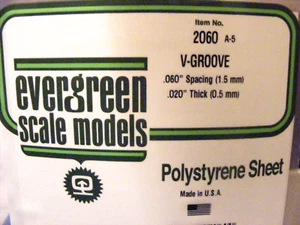 Item No.
2060 A-5
V-GROOVE
.060" Spacing (1.5 mm)
.020" Thick (0.5 mm)
evergreen
scale models
Polystyrene Sheet
Made in U.S.A.